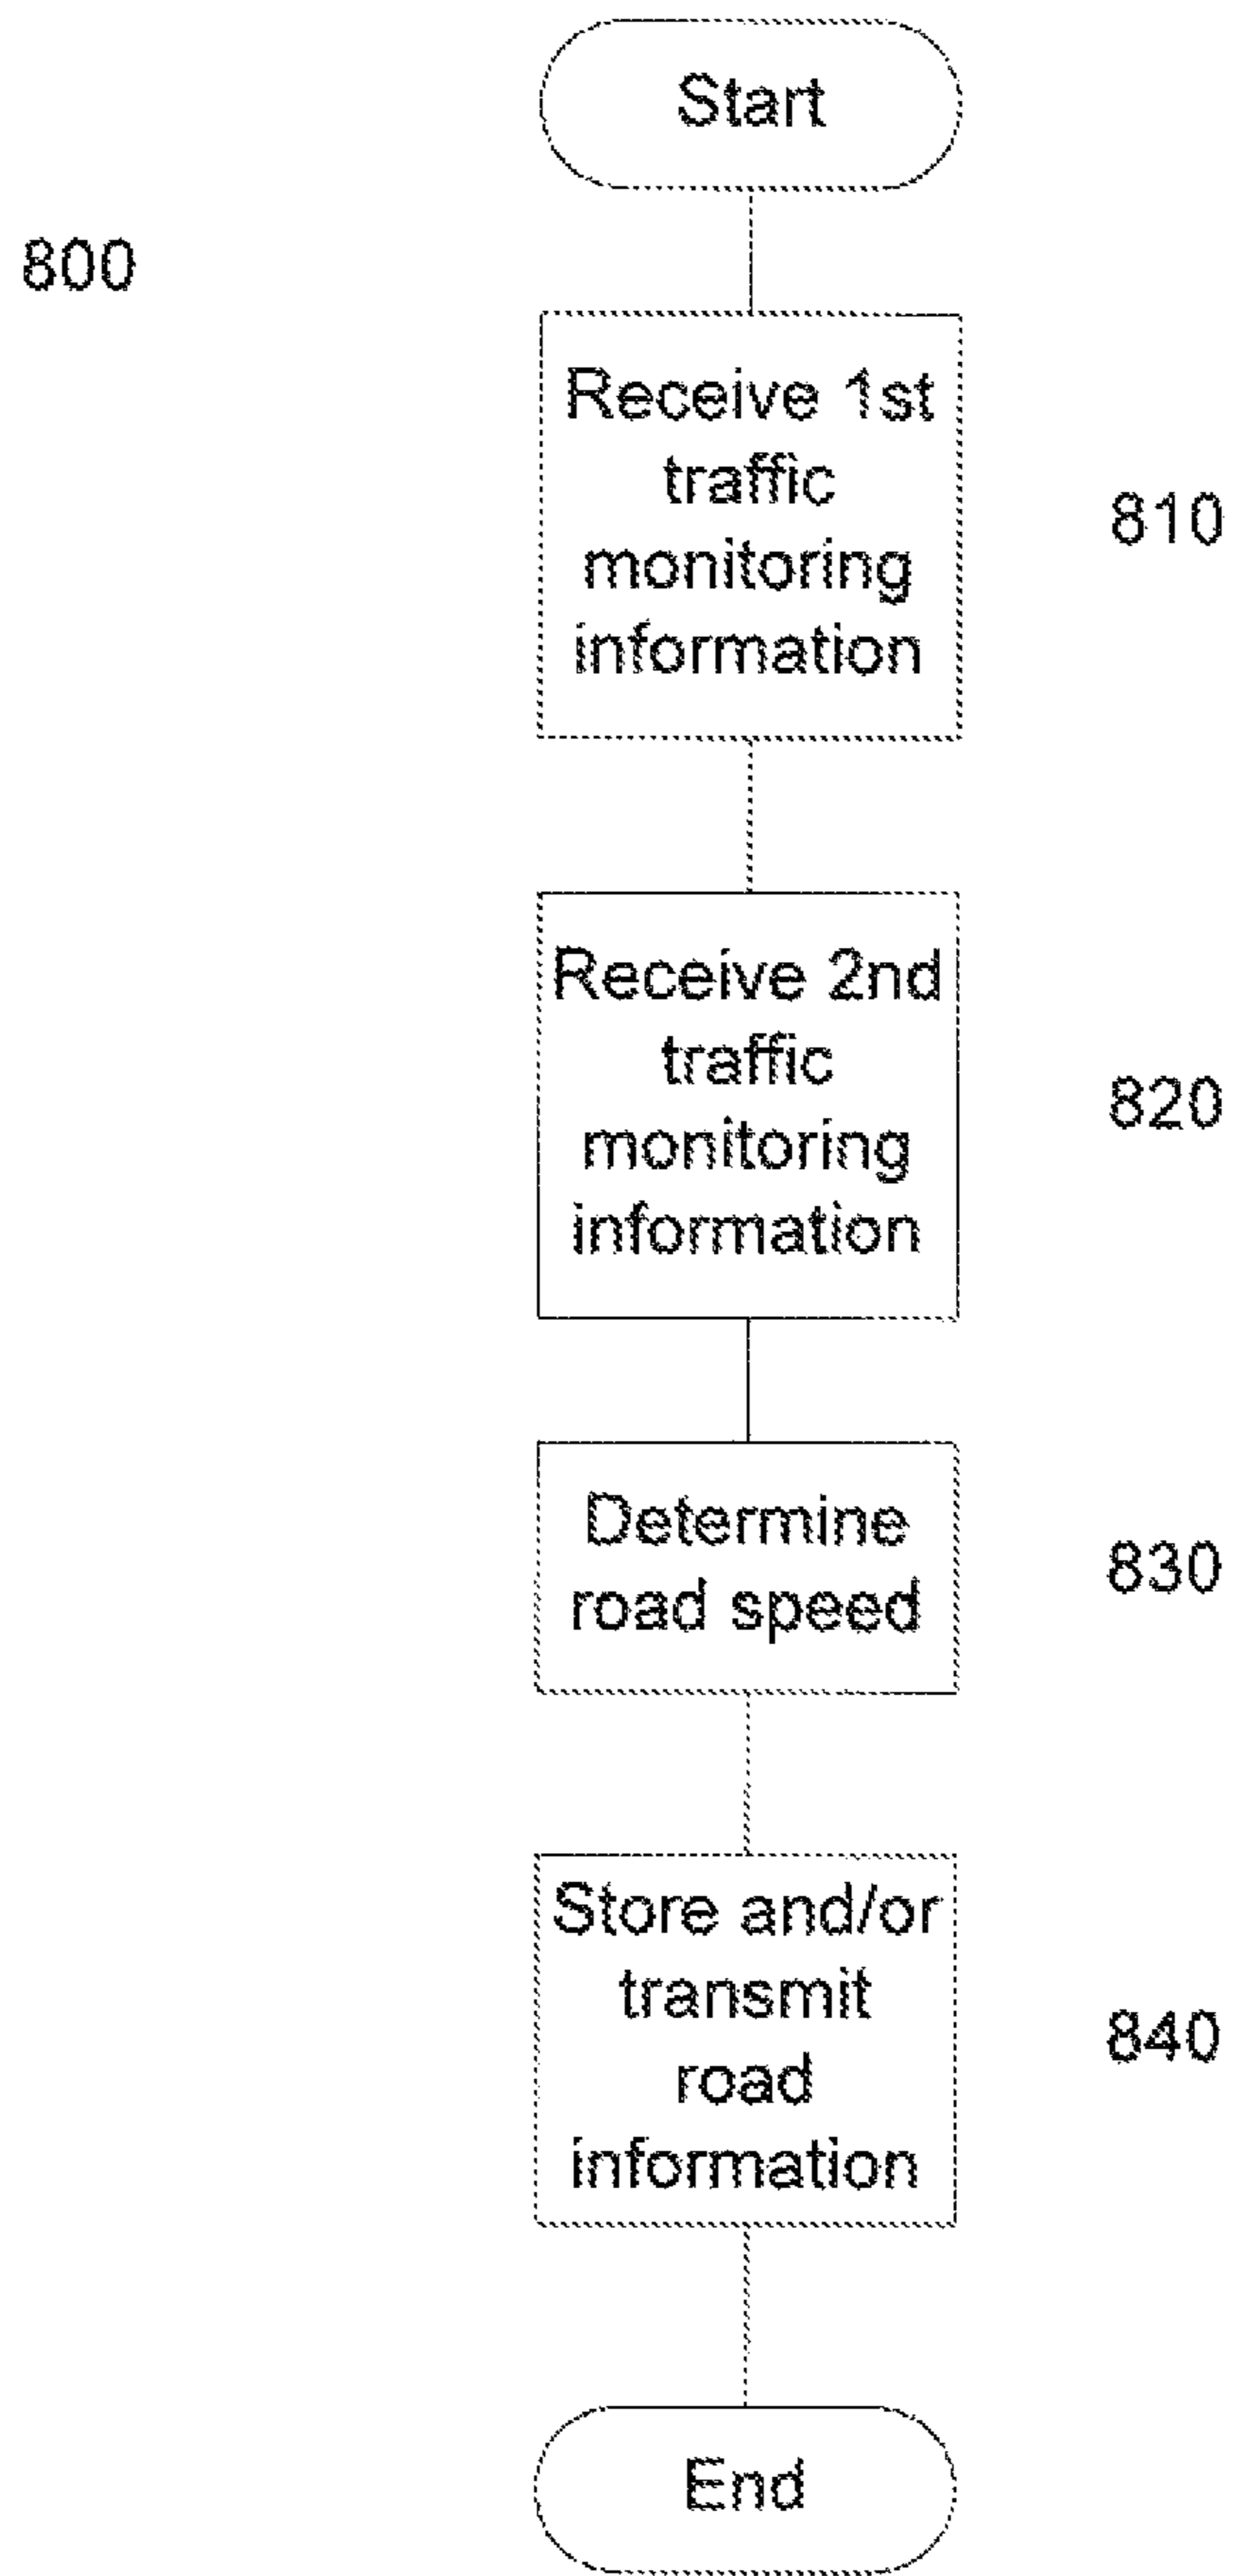 Start
800
Receive 1st
traffic
monitoring
information
810
Receive 2nd
traffic
monitoring
information
820
Determine
road speed
830
Store and/or
transmit
road
information
840
End